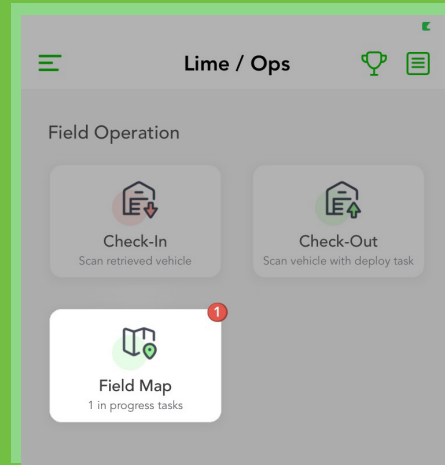 Lime / Ops
Field Operation
Check-In
Scan retrieved vehicle
Check-Out
Scan vehicle with deploy task
1
Field Map
1 in progress tasks